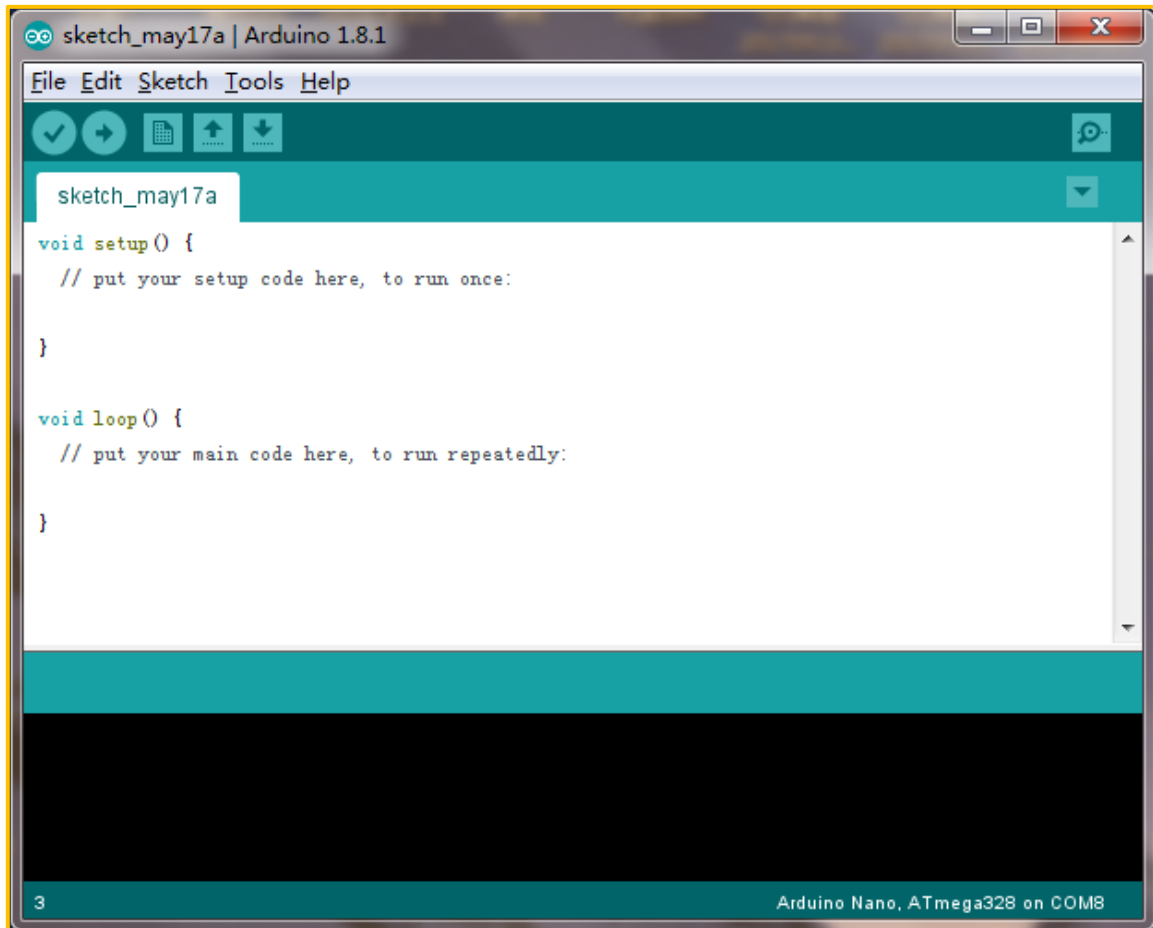 sketch_may17a | Arduino 1.8.1
File Edit Sketch Tools Help
sketch_may17a
void setup() {
  // put your setup code here, to run once:
}
void loop() {
  // put your main code here, to run repeatedly:
}
3 Arduino Nano, ATmega328 on COM8